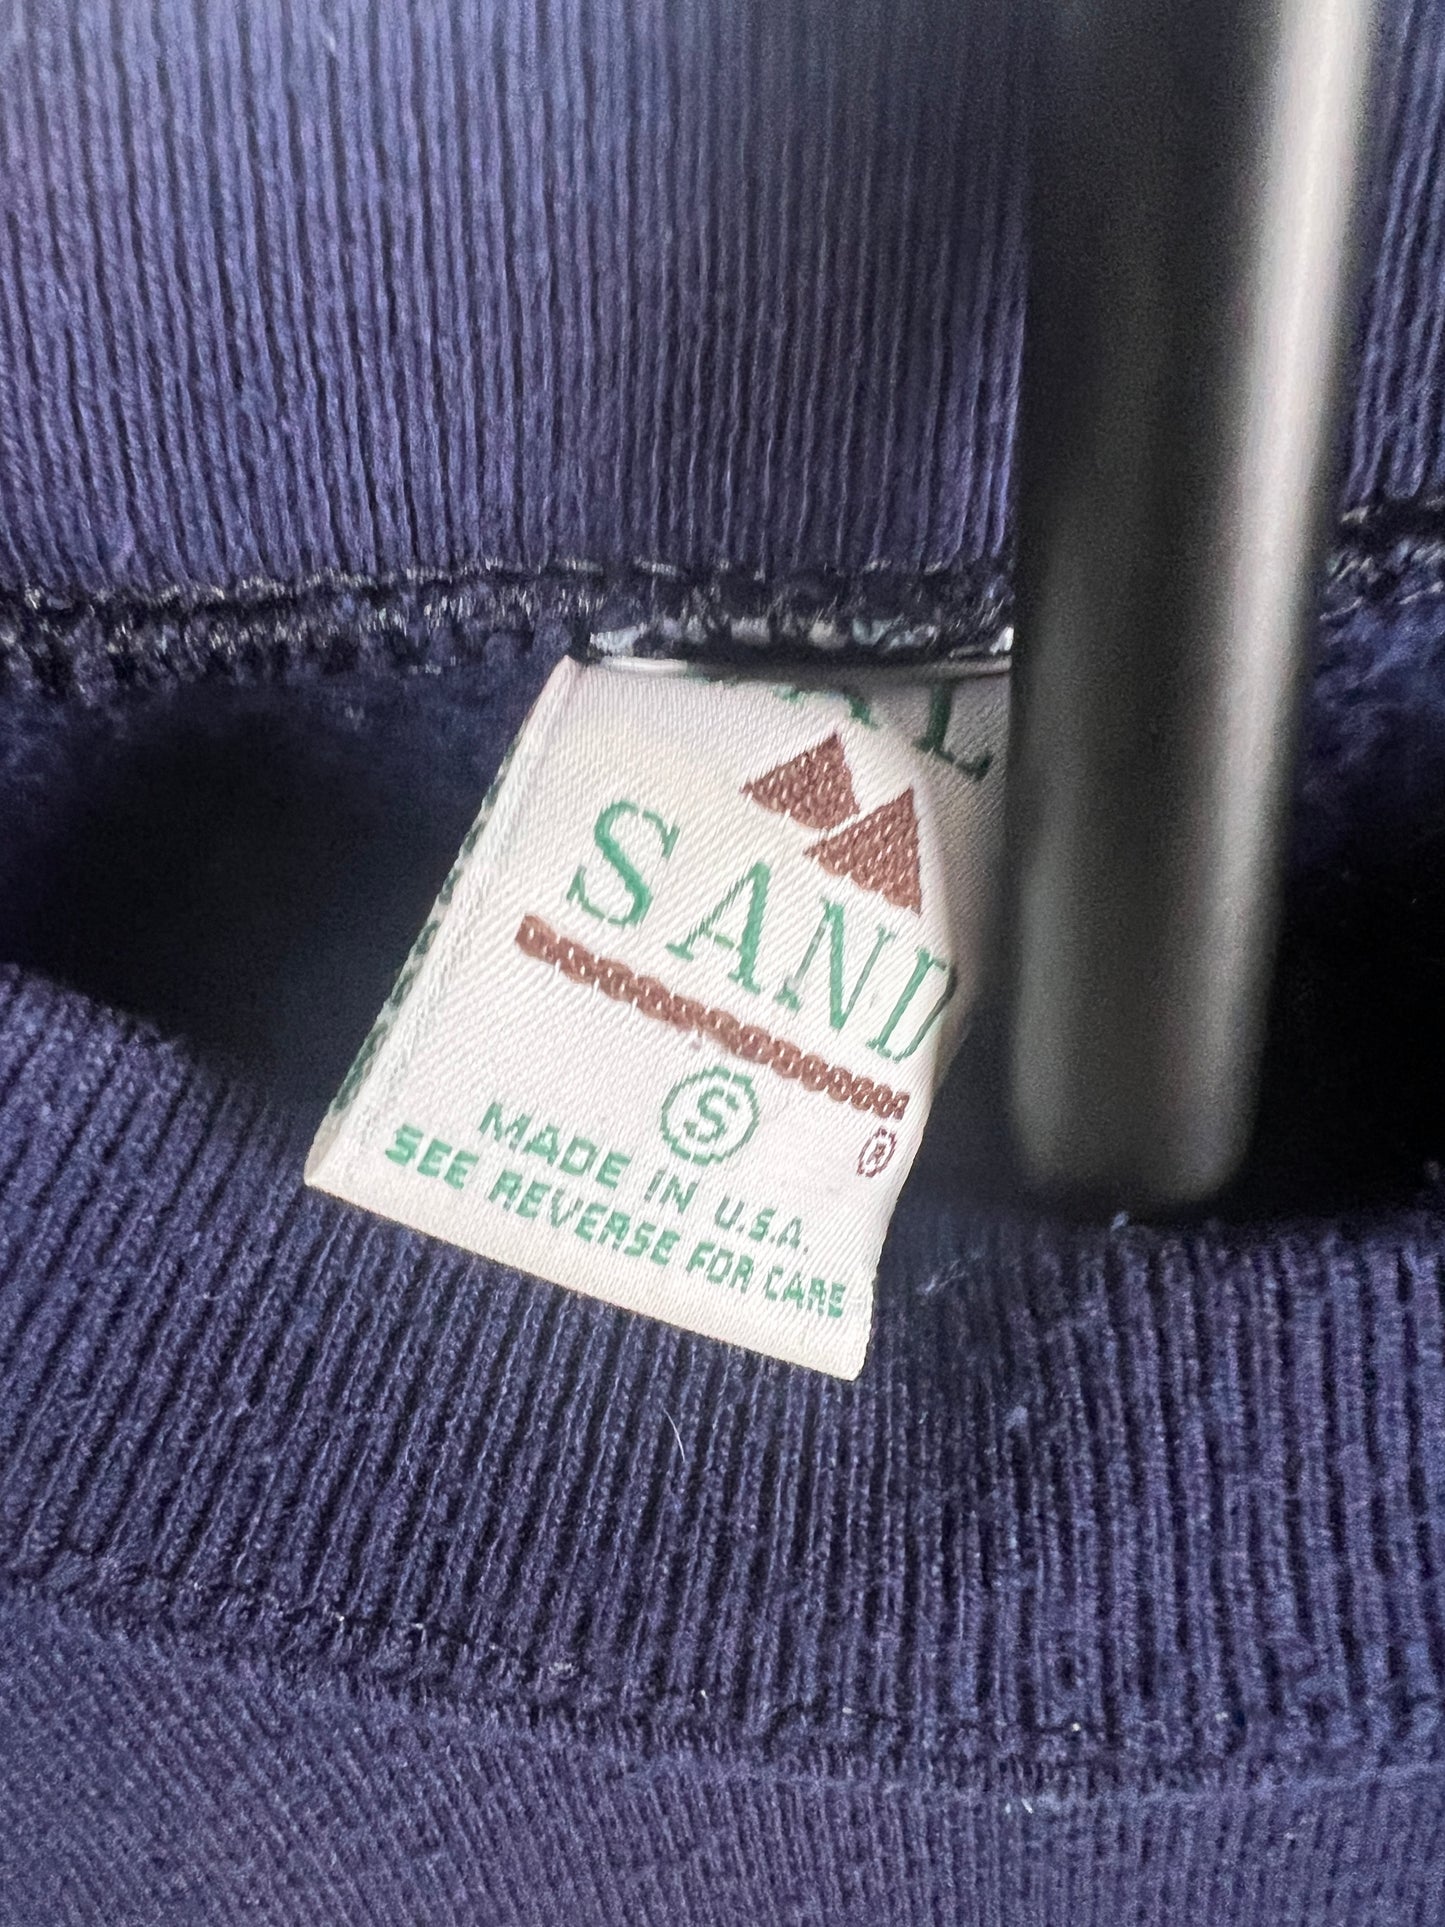 SAND
S
®
MADE IN U.S.A.
SEE REVERSE FOR CARE